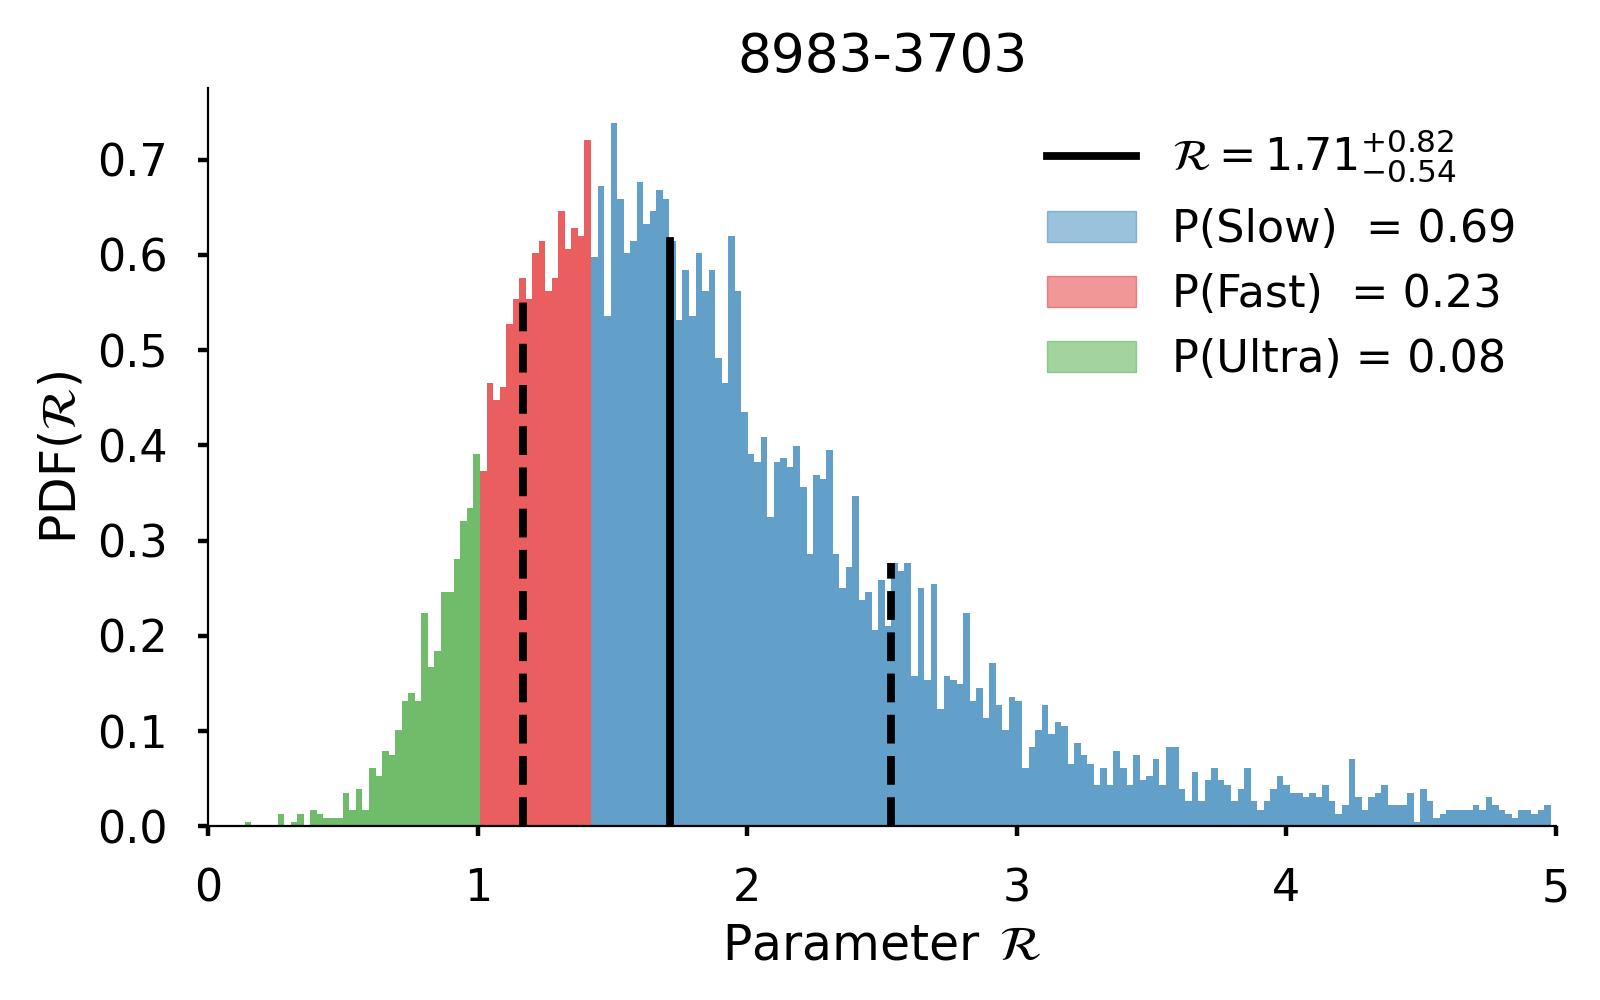 8983-3703
ℛ = 1.71 +0.82 −0.54
P(Slow) = 0.69
P(Fast) = 0.23
P(Ultra) = 0.08
PDF(ℛ)
0.7
0.6
0.5
0.4
0.3
0.2
0.1
0.0
0 1 2 3 4 5
Parameter ℛ